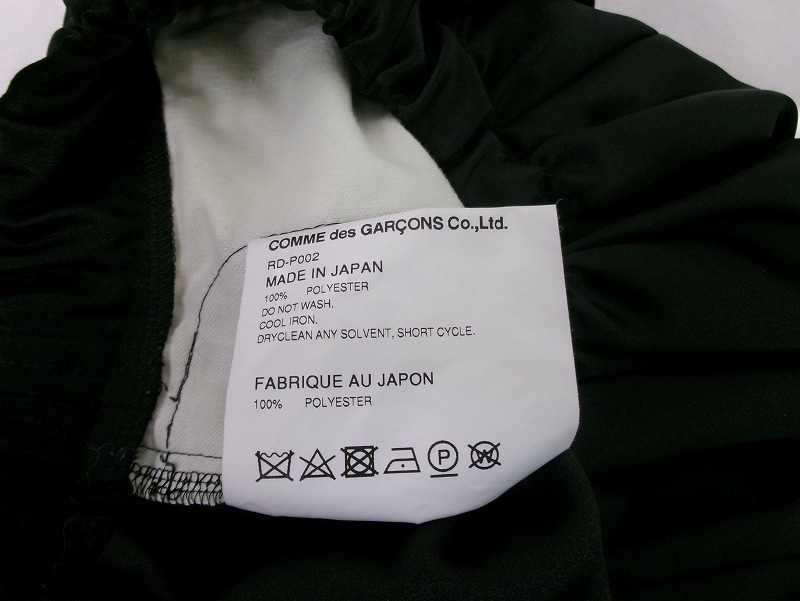 COMME des GARÇONS Co.,Ltd.
RD-P002
MADE IN JAPAN
100% POLYESTER
DO NOT WASH.
COOL IRON.
DRYCLEAN ANY SOLVENT, SHORT CYCLE.
FABRIQUE AU JAPON
100% POLYESTER
P W